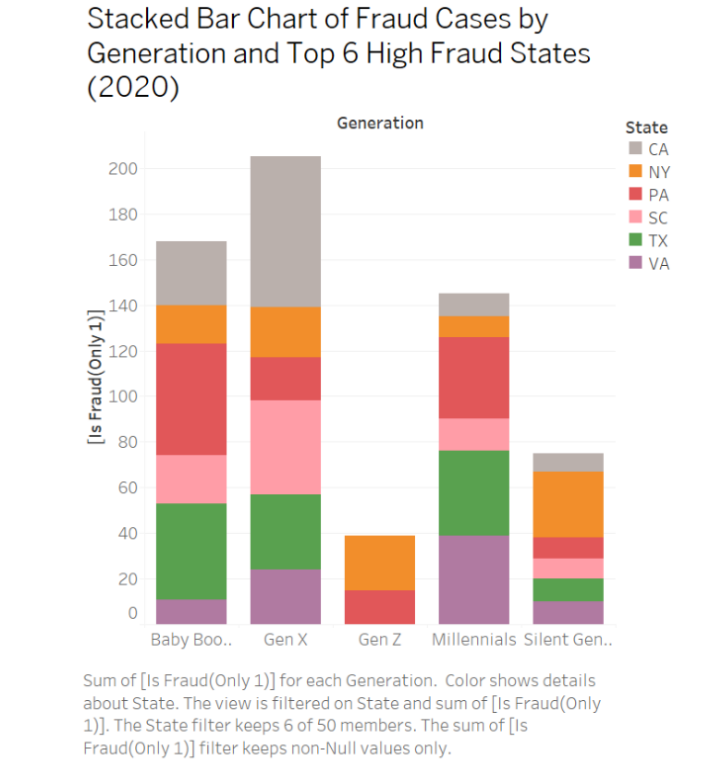 Stacked Bar Chart of Fraud Cases by
Generation and Top 6 High Fraud States
(2020)
Generation
State
CA
NY
PA
SC
TX
VA
[Is Fraud(Only 1)]
200
180
160
140
120
100
80
60
40
20
0
Baby Boo.. Gen X Gen Z Millennials Silent Gen..
Sum of [Is Fraud(Only 1)] for each Generation. Color shows details
about State. The view is filtered on State and sum of [Is Fraud(Only
1)]. The State filter keeps 6 of 50 members. The sum of [Is
Fraud(Only 1)] filter keeps non-Null values only.